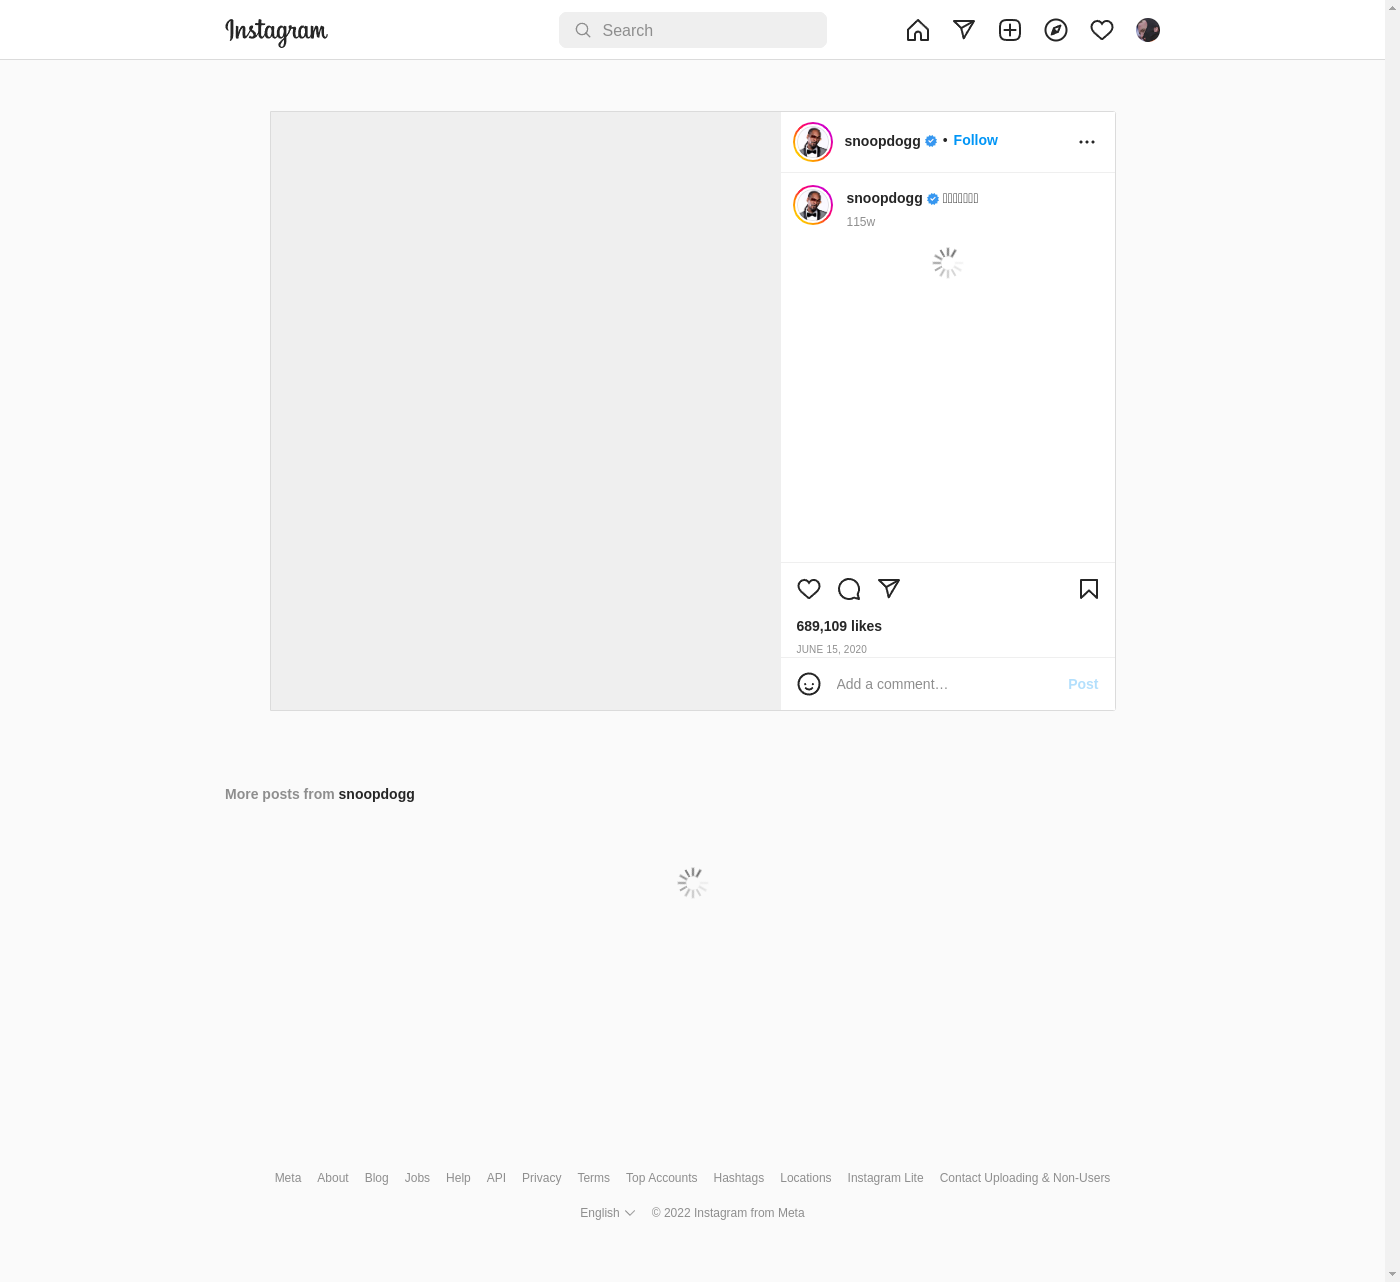 Instagram
Search
snoopdogg • Follow
snoopdogg
115w
689,109 likes
JUNE 15, 2020
Add a comment…
Post
More posts from snoopdogg
Meta About Blog Jobs Help API Privacy Terms Top Accounts Hashtags Locations Instagram Lite Contact Uploading & Non-Users
English © 2022 Instagram from Meta